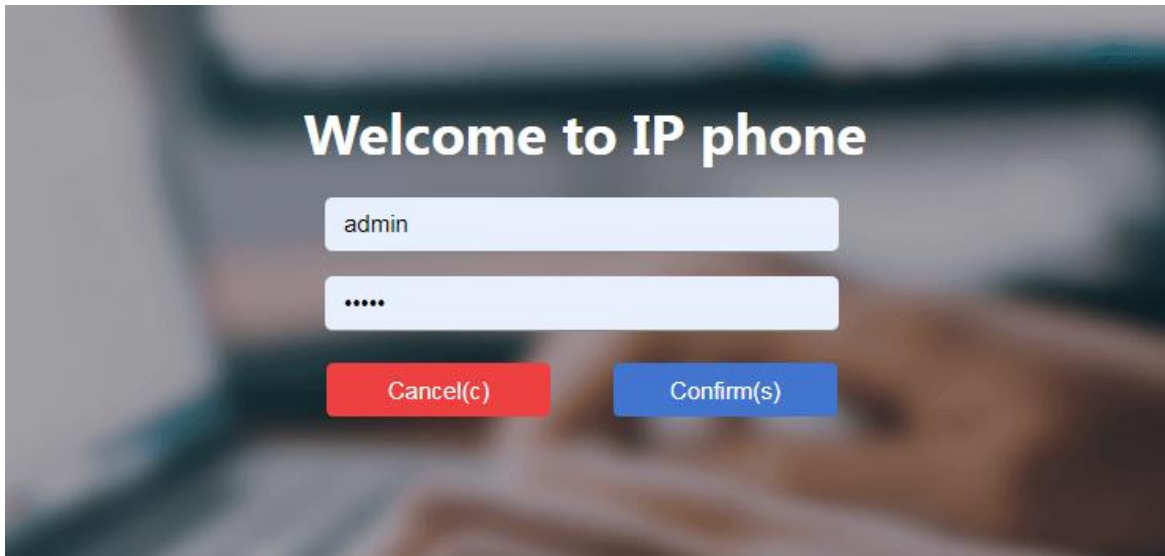 Welcome to IP phone
admin
•••••
Cancel(c)
Confirm(s)